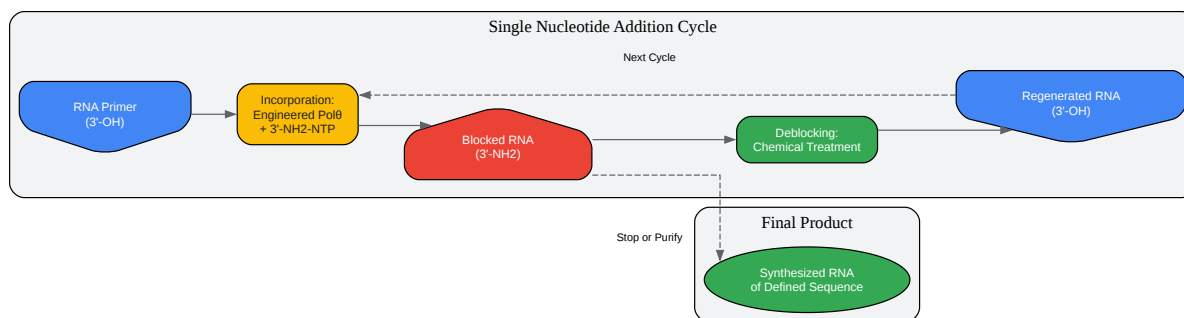 Single Nucleotide Addition Cycle
Next Cycle
RNA Primer
(3'-OH)
Incorporation:
Engineered Polθ
+ 3'-NH2-NTP
Blocked RNA
(3'-NH2)
Deblocking:
Chemical Treatment
Regenerated RNA
(3'-OH)
Stop or Purify
Final Product
Synthesized RNA
of Defined Sequence